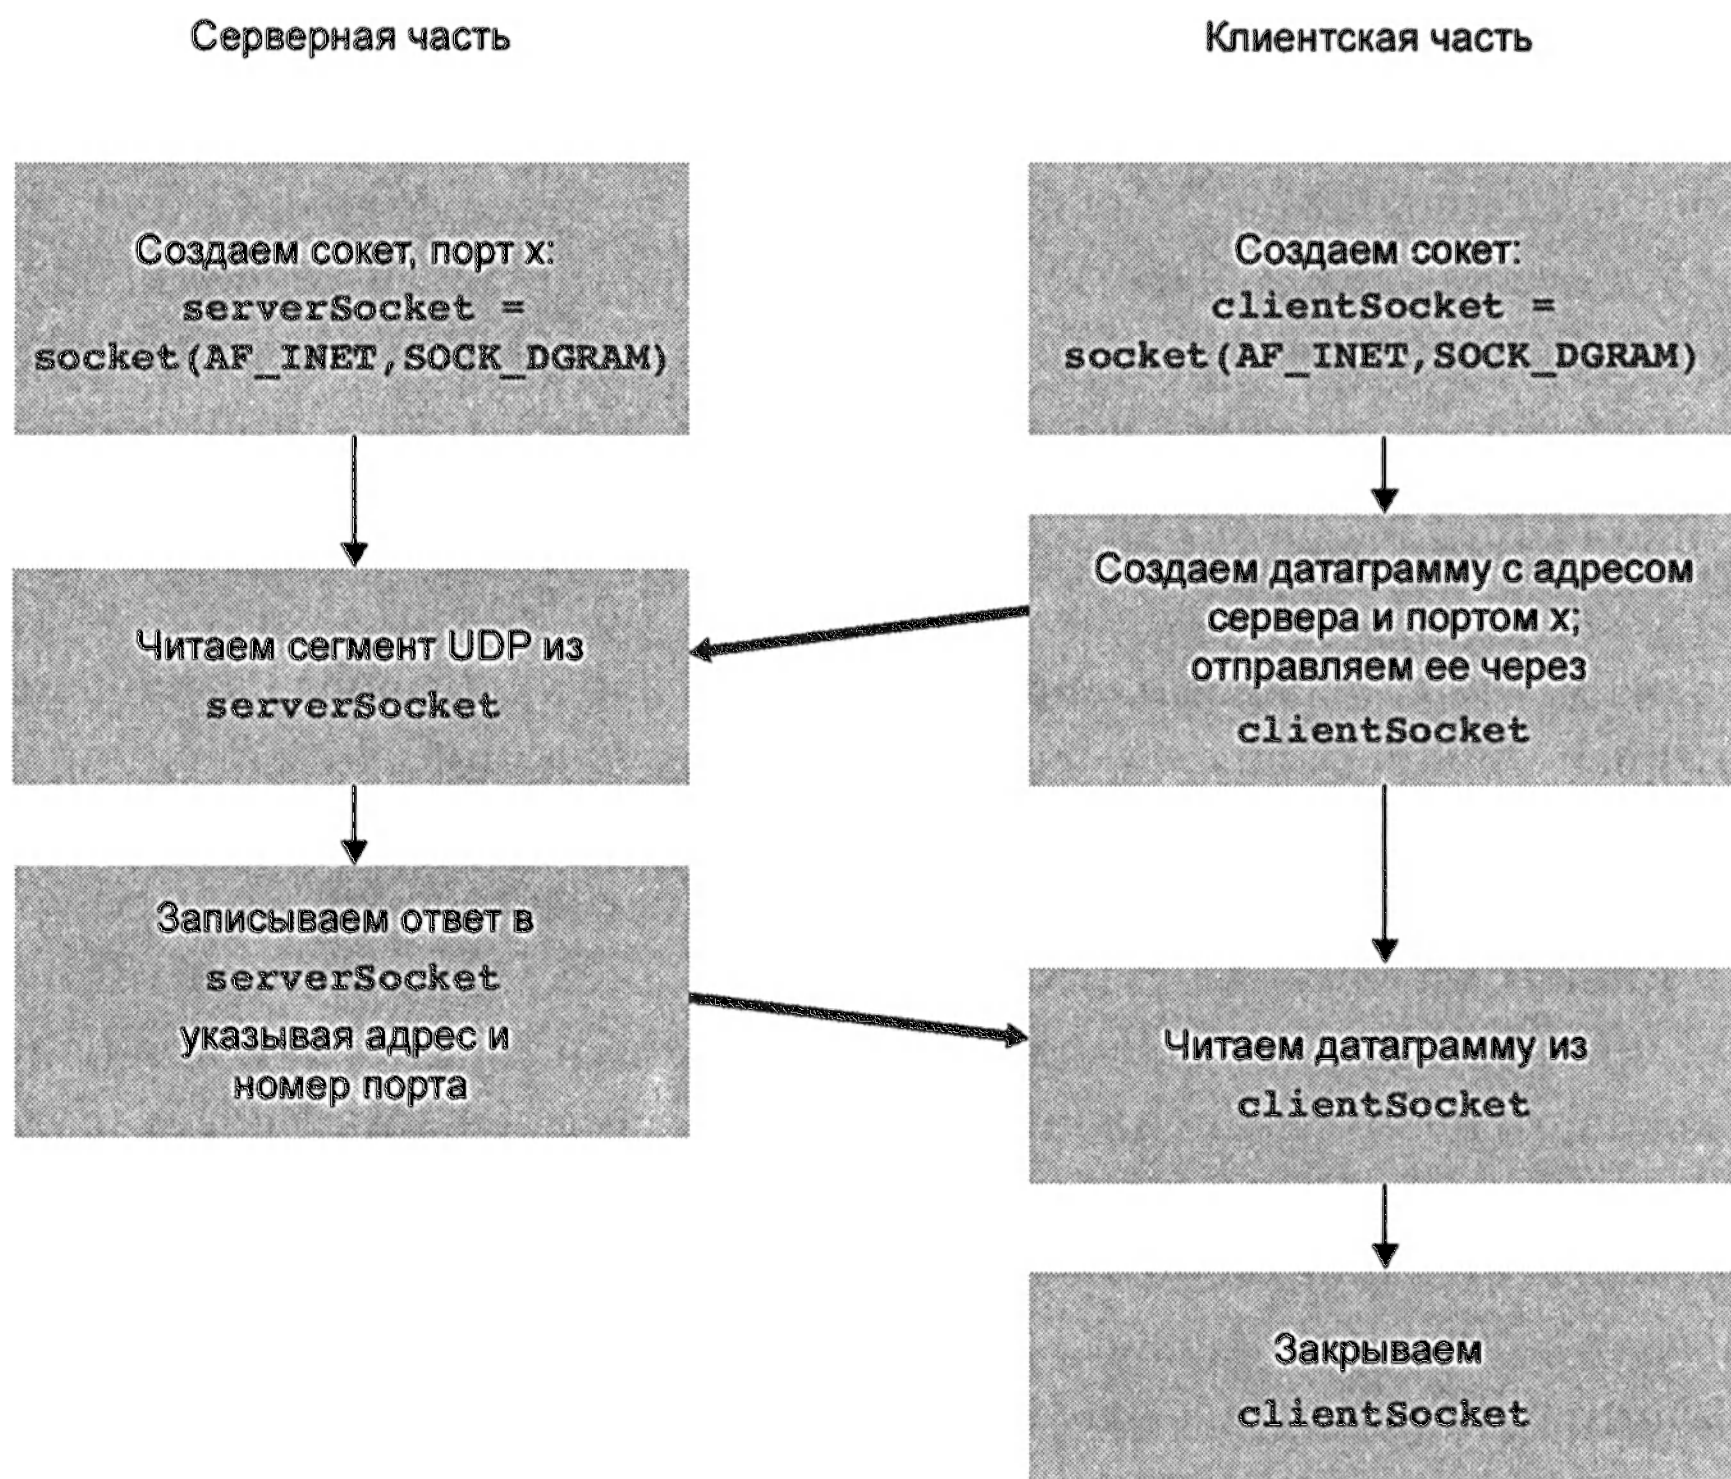 Серверная часть
Клиентская часть
Создаем сокет, порт x:
serverSocket =
socket(AF_INET,SOCK_DGRAM)
Создаем сокет:
clientSocket =
socket(AF_INET,SOCK_DGRAM)
Читаем сегмент UDP из
serverSocket
Создаем датаграмму с адресом
сервера и портом x;
отправляем ее через
clientSocket
Записываем ответ в
serverSocket
указывая адрес и
номер порта
Читаем датаграмму из
clientSocket
Закрываем
clientSocket